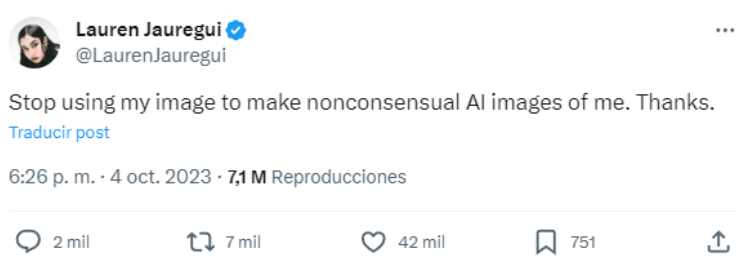 Lauren Jauregui
@LaurenJauregui
Stop using my image to make nonconsensual AI images of me. Thanks.
Traducir post
6:26 p. m. · 4 oct. 2023 · 7,1 M Reproducciones
2 mil 7 mil 42 mil 751